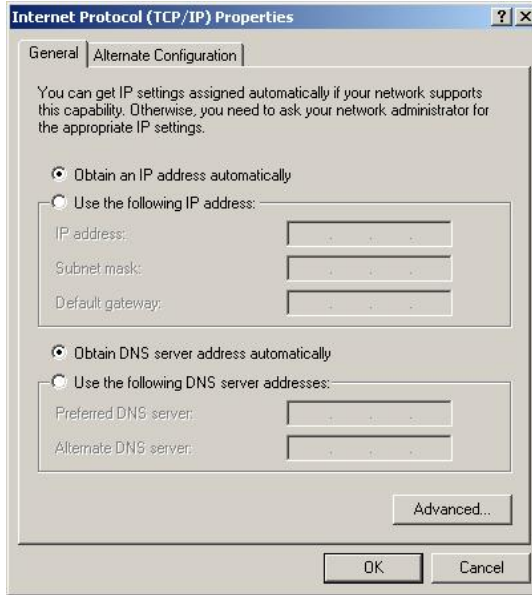 Internet Protocol (TCP/IP) Properties
General
Alternate Configuration
You can get IP settings assigned automatically if your network supports
this capability. Otherwise, you need to ask your network administrator for
the appropriate IP settings.
Obtain an IP address automatically
Use the following IP address:
IP address:
Subnet mask:
Default gateway:
Obtain DNS server address automatically
Use the following DNS server addresses:
Preferred DNS server:
Alternate DNS server:
Advanced...
OK
Cancel